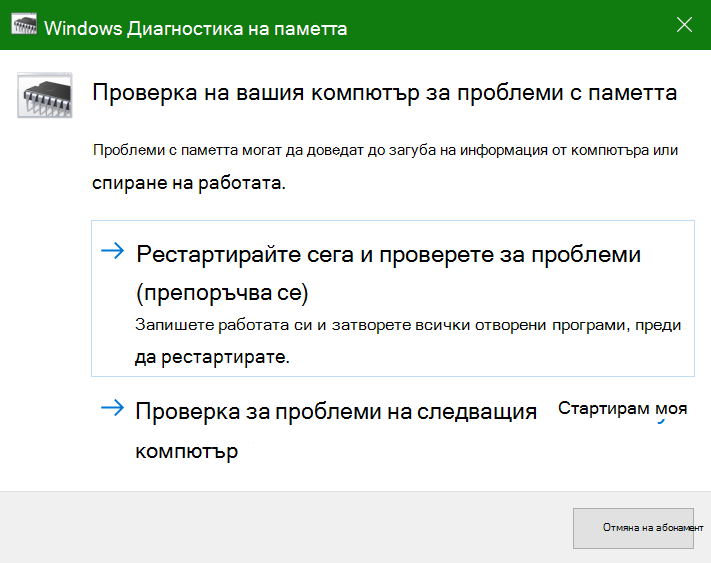 Windows Диагностика на паметта
Проверка на вашия компютър за проблеми с паметта
Проблеми с паметта могат да доведат до загуба на информация от компютъра или
спиране на работата.
Рестартирайте сега и проверете за проблеми
(препоръчва се)
Запишете работата си и затворете всички отворени програми, преди
да рестартирате.
Проверка за проблеми на следващия Стартирам моя
компютър
Отмяна на абонамент